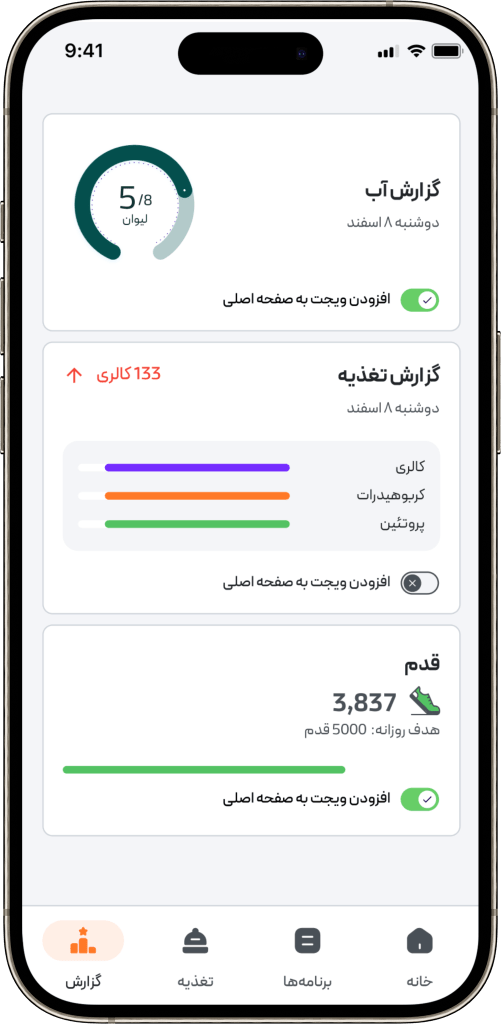 9:41
گزارش آب
دوشنبه ۸ اسفند
5/8
لیوان
افزودن ویجت به صفحه اصلی
گزارش تغذیه
133 کالری
دوشنبه ۸ اسفند
کالری
کربوهیدرات
پروتئین
افزودن ویجت به صفحه اصلی
قدم
3,837
هدف روزانه: 5000 قدم
افزودن ویجت به صفحه اصلی
خانه
برنامه‌ها
تغذیه
گزارش